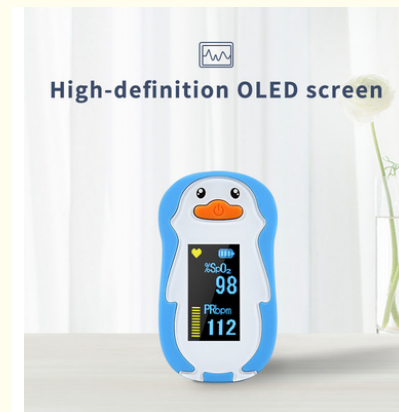 High-definition OLED screen
%SpO₂
98
PRbpm
112